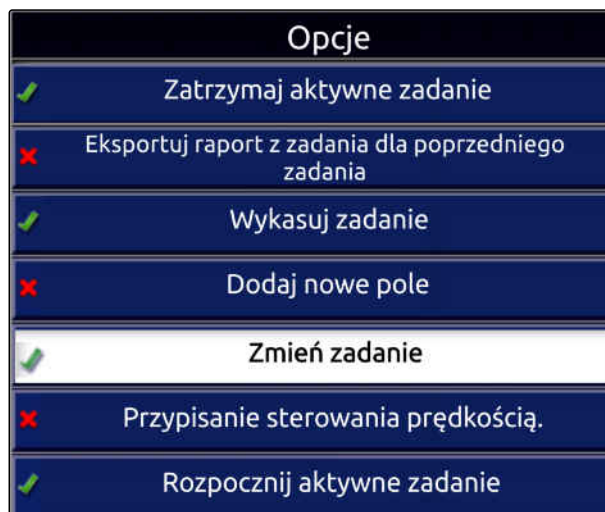 Opcje
Zatrzymaj aktywne zadanie
Eksportuj raport z zadania dla poprzedniego
zadania
Wykasuj zadanie
Dodaj nowe pole
Zmień zadanie
Przypisanie sterowania prędkością.
Rozpocznij aktywne zadanie